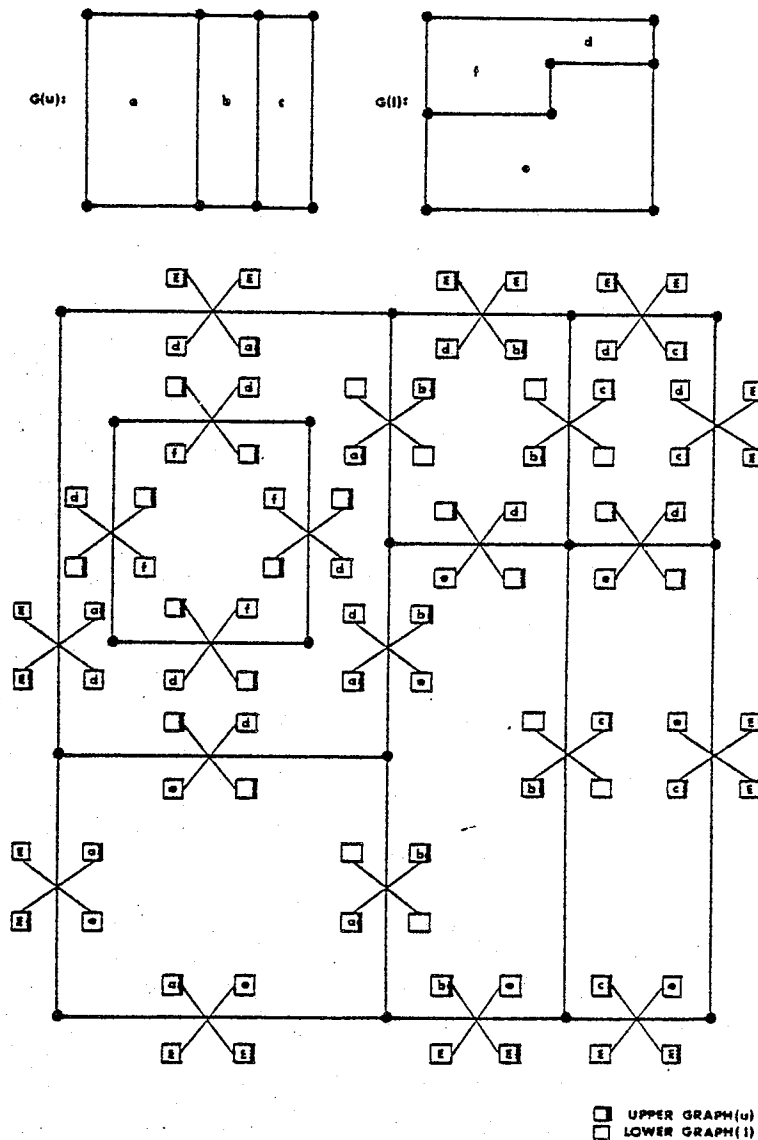 d
f
G(u): a b c G(l):
e
E E E E E E
d a d b d c
d b c d E
f a b c E
d f d d
f d e e
E a f d b
E d d a e
d c e E
e b c E
E a b
E e a
a e b e c e
E E E E E E
UPPER GRAPH(u)
LOWER GRAPH(l)